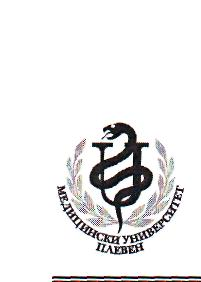 МЕДИЦИНСКИ УНИВЕРСИТЕТ
ПЛЕВЕН